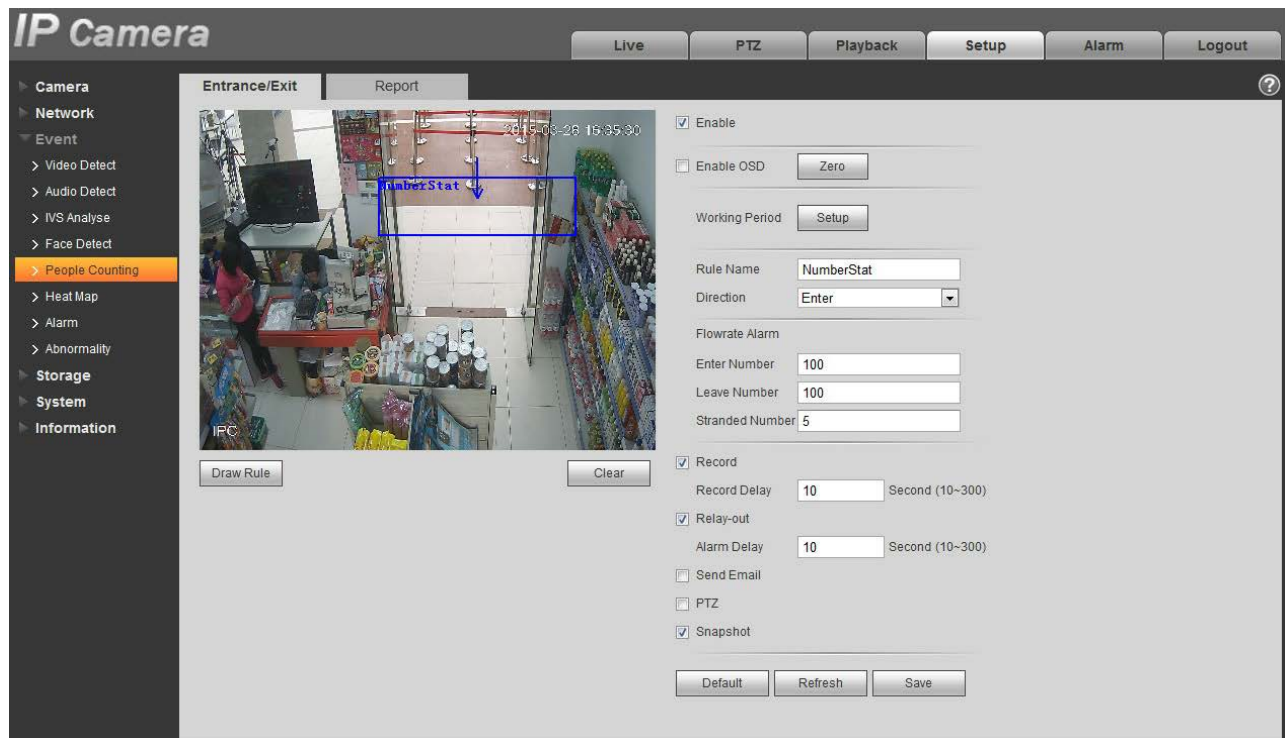 IP Camera
Live
PTZ
Playback
Setup
Alarm
Logout
Camera
Network
Event
Video Detect
Audio Detect
IVS Analyse
Face Detect
People Counting
Heat Map
Alarm
Abnormality
Storage
System
Information
Entrance/Exit
Report
?
2015-03-28 16:35:30
NumberStat
IPC
Draw Rule
Clear
Enable
Enable OSD
Zero
Working Period
Setup
Rule Name
NumberStat
Direction
Enter
Flowrate Alarm
Enter Number
100
Leave Number
100
Stranded Number
5
Record
Record Delay
10
Second (10~300)
Relay-out
Alarm Delay
10
Second (10~300)
Send Email
PTZ
Snapshot
Default
Refresh
Save